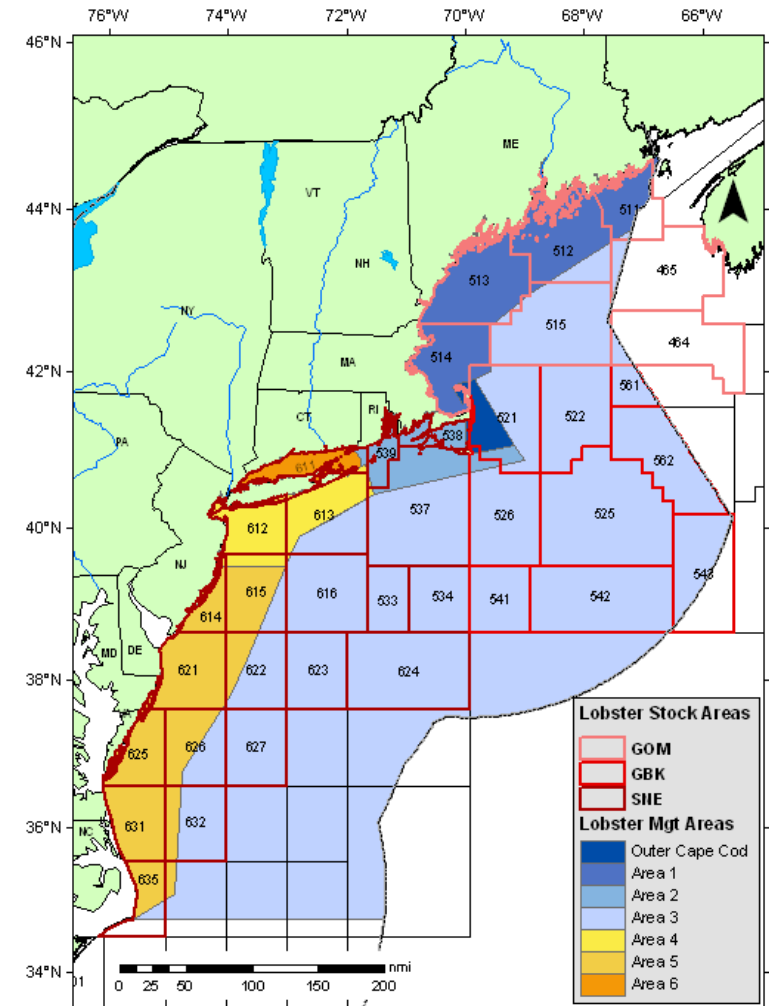 76°W 74°W 72°W 70°W 68°W 66°W
46°N
ME
44°N
511
VT
512
465
NH
513
NY
515
464
42°N
MA
514
561
CT
RI
521
522
PA
538
539
611
562
537
613
526
525
40°N
612
NJ
543
615
616
533
534
541
542
614
MD
DE
38°N
621
622
623
624
Lobster Stock Areas
GOM
GBK
SNE
Lobster Mgt Areas
Outer Cape Cod
Area 1
Area 2
Area 3
Area 4
Area 5
Area 6
625
626
627
36°N
NC
631
632
635
34°N
01
nmi
0 25 50 100 150 200